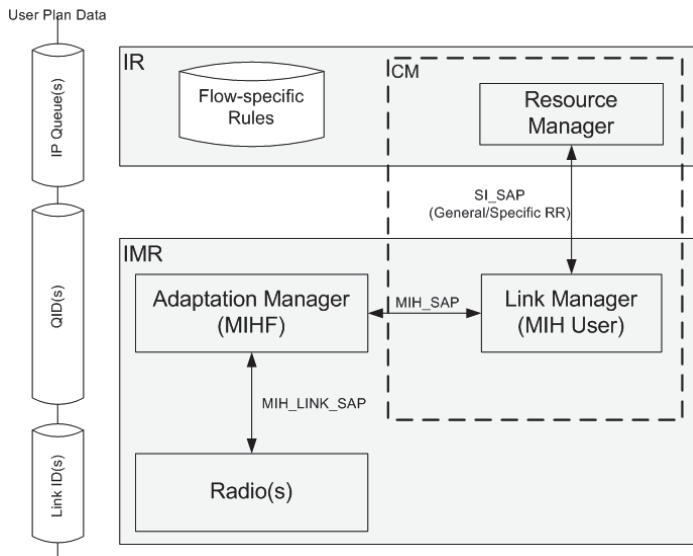 User Plan Data
IP Queue(s)
QID(s)
Link ID(s)
IR
Flow-specific
Rules
CM
Resource
Manager
SI_SAP
(General/Specific RR)
IMR
Adaptation Manager
(MIHF)
MIH_SAP
Link Manager
(MIH User)
MIH_LINK_SAP
Radio(s)